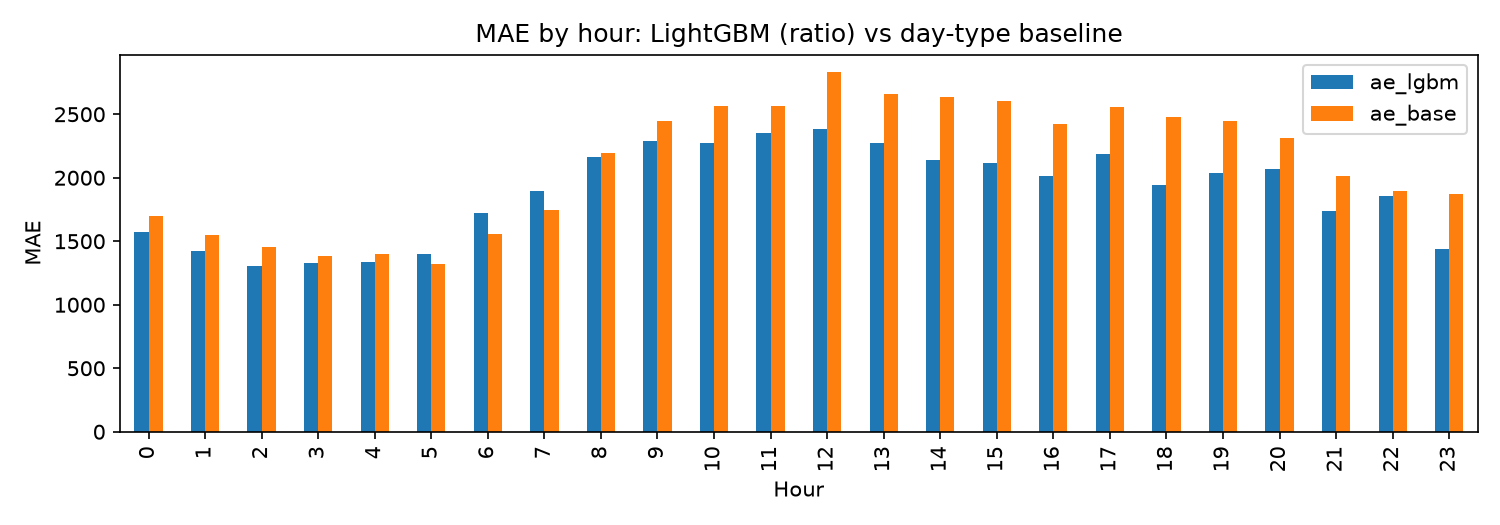 MAE by hour: LightGBM (ratio) vs day-type baseline
ae_lgbm
ae_base
MAE
2500
2000
1500
1000
500
0
0 1 2 3 4 5 6 7 8 9 10 11 12 13 14 15 16 17 18 19 20 21 22 23
Hour